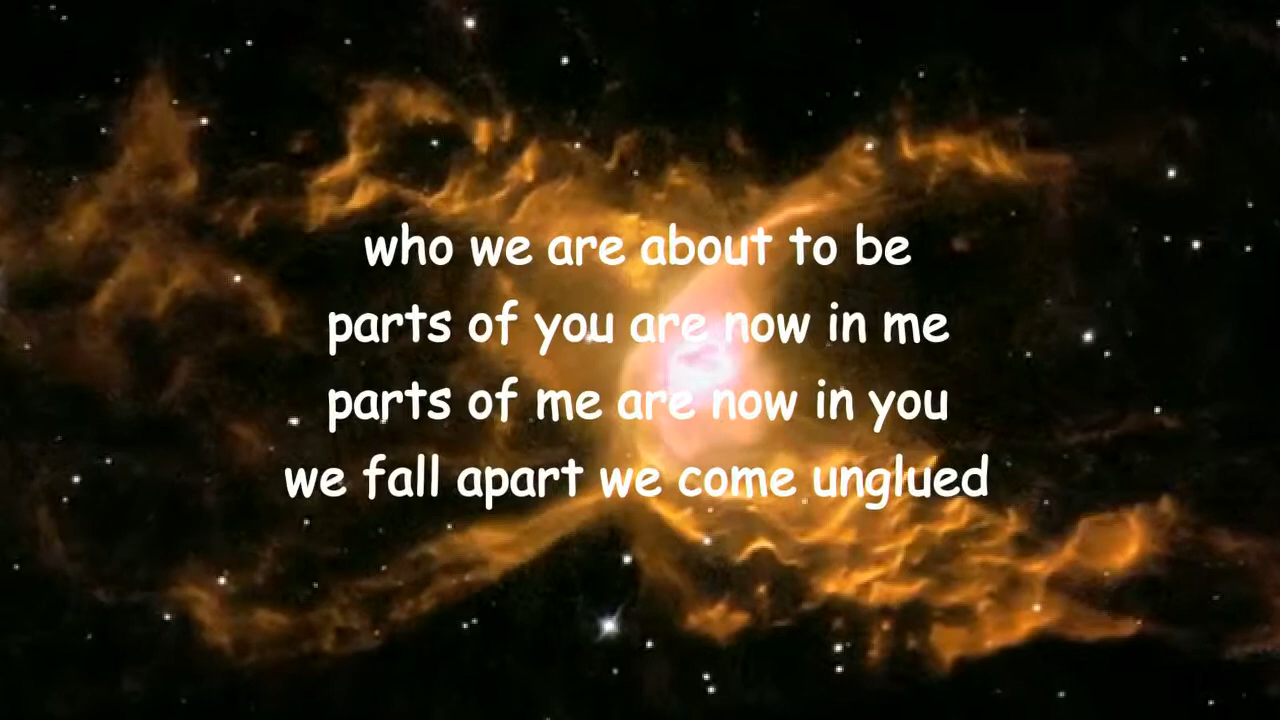 who we are about to be
parts of you are now in me
parts of me are now in you
we fall apart we come unglued